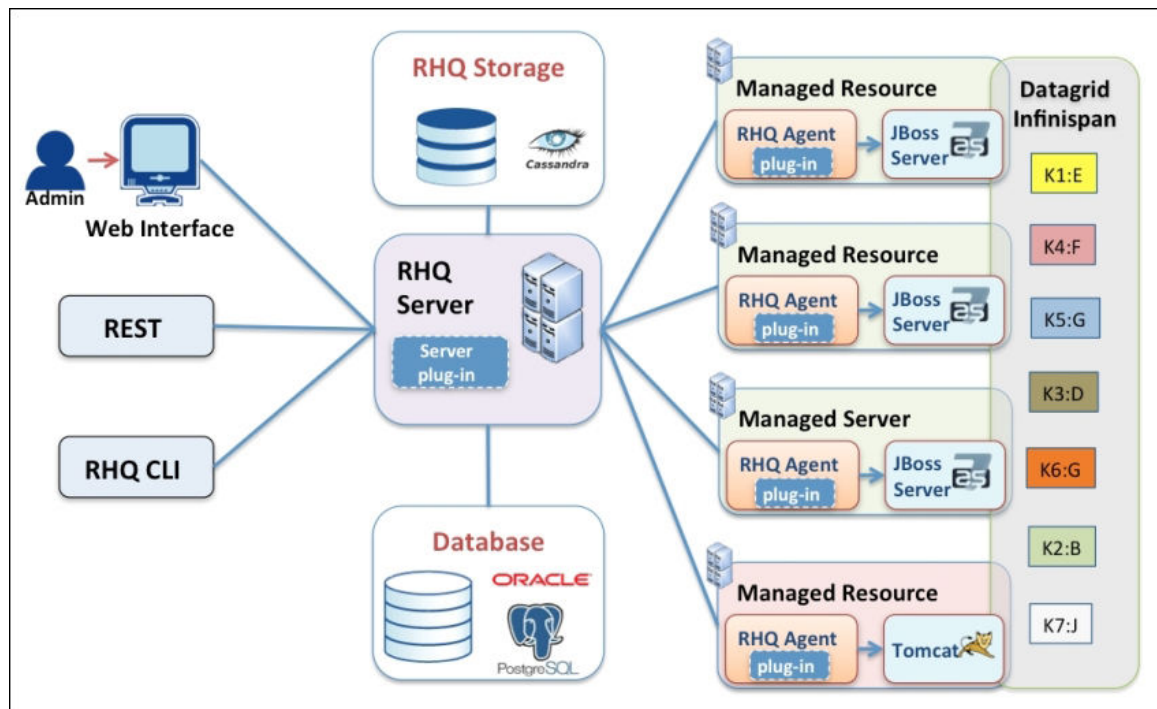 Admin
Web Interface
REST
RHQ CLI
RHQ Storage
Cassandra
RHQ
Server
Server
plug-in
Database
ORACLE
PostgreSQL
Managed Resource
RHQ Agent
plug-in
JBoss
Server
as
Managed Resource
RHQ Agent
plug-in
JBoss
Server
as
Managed Server
RHQ Agent
plug-in
JBoss
Server
as
Managed Resource
RHQ Agent
plug-in
Tomcat
Datagrid
Infinispan
K1:E
K4:F
K5:G
K3:D
K6:G
K2:B
K7:J